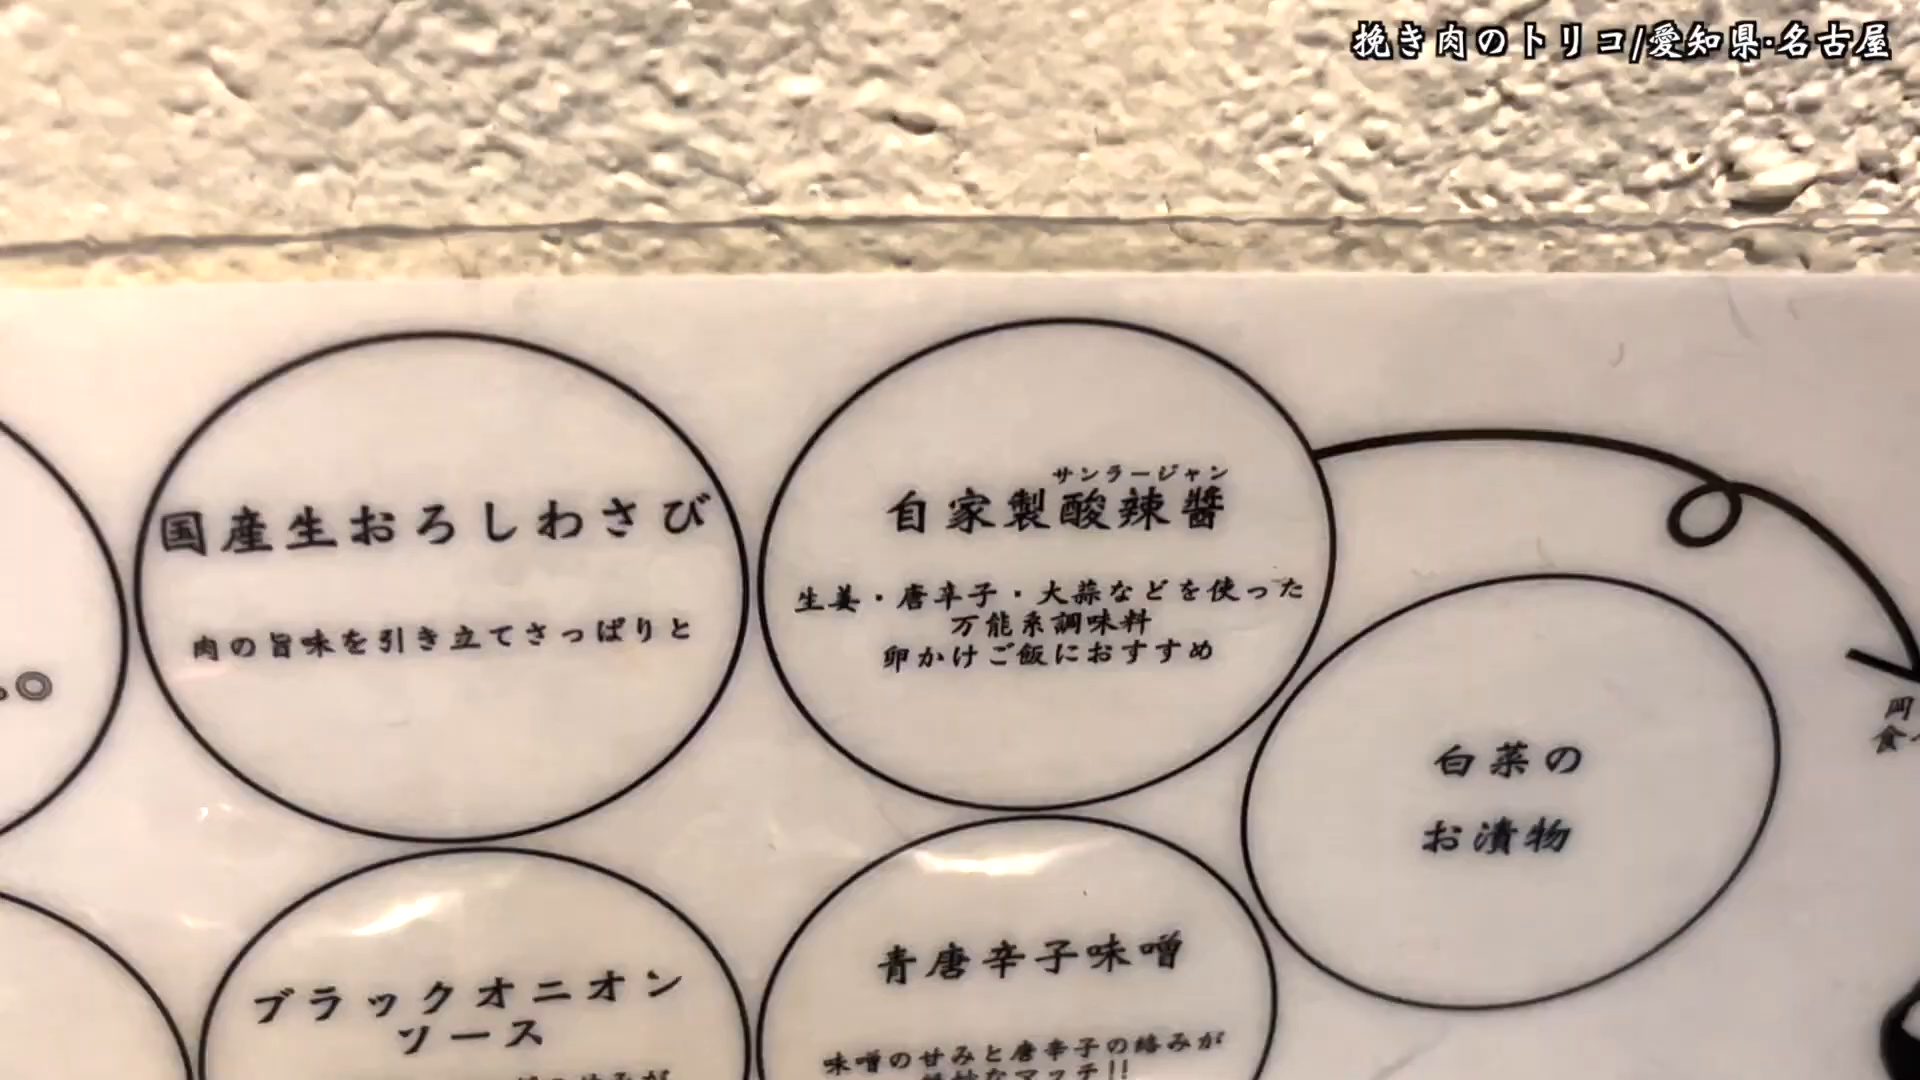 挽き肉のトリコ/愛知県·名古屋
国産生おろしわさび
肉の旨味を引き立てさっぱりと
サンラージャン
自家製酸辣醬
生姜・唐辛子・大蒜などを使った
万能系調味料
卵かけご飯におすすめ
白菜の
お漬物
ブラックオニオン
ソース
青唐辛子味噌
味噌の甘みと唐辛子の絡みが